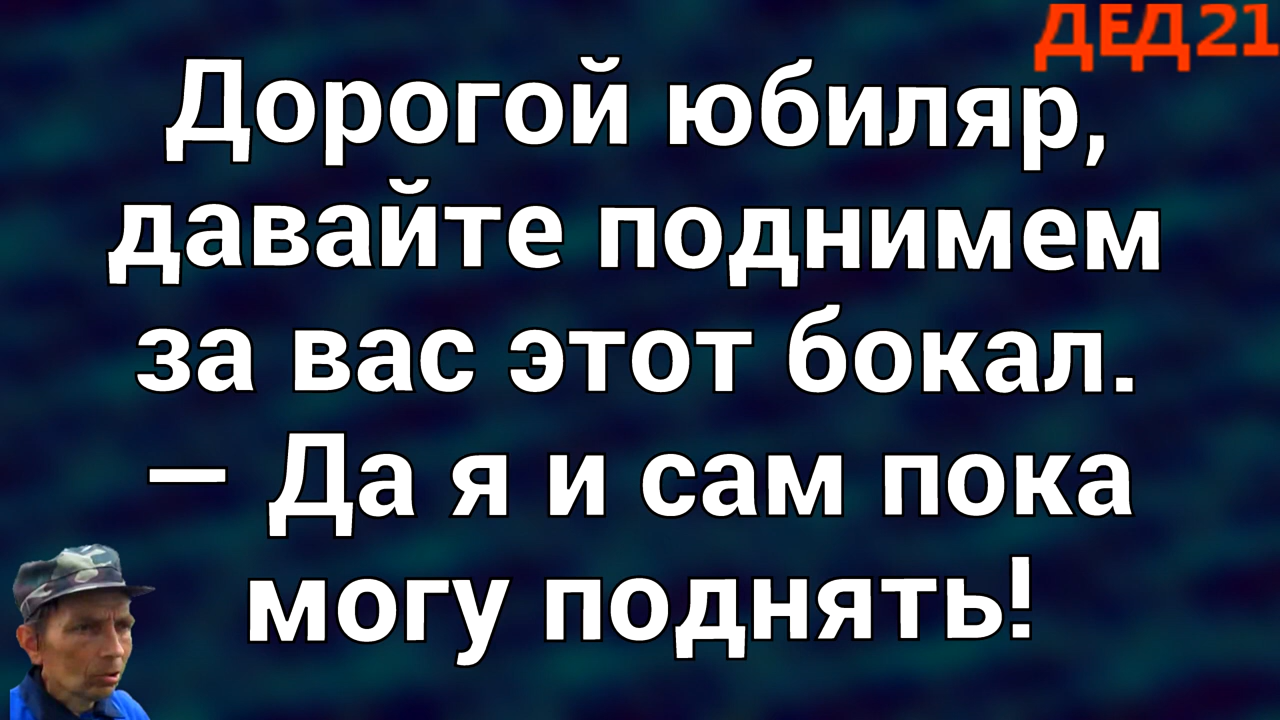 ДЕД21
Дорогой юбиляр,
давайте поднимем
за вас этот бокал.
— Да я и сам пока
могу поднять!